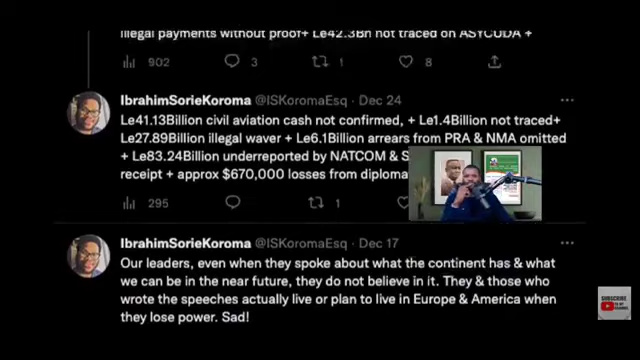 illegal payments without proof+ Le42.3Bn not traced on ASYCUDA +
902 3 1 8
IbrahimSorieKoroma @ISKoromaEsq · Dec 24
Le41.13Billion civil aviation cash not confirmed, + Le1.4Billion not traced+
Le27.89Billion illegal waver + Le6.1Billion arrears from PRA & NMA omitted
+ Le83.24Billion underreported by NATCOM & S
receipt + approx $670,000 losses from diploma
295 1
IbrahimSorieKoroma @ISKoromaEsq · Dec 17
Our leaders, even when they spoke about what the continent has & what
we can be in the near future, they do not believe in it. They & those who
wrote the speeches actually live or plan to live in Europe & America when
they lose power. Sad!
SUBSCRIBE